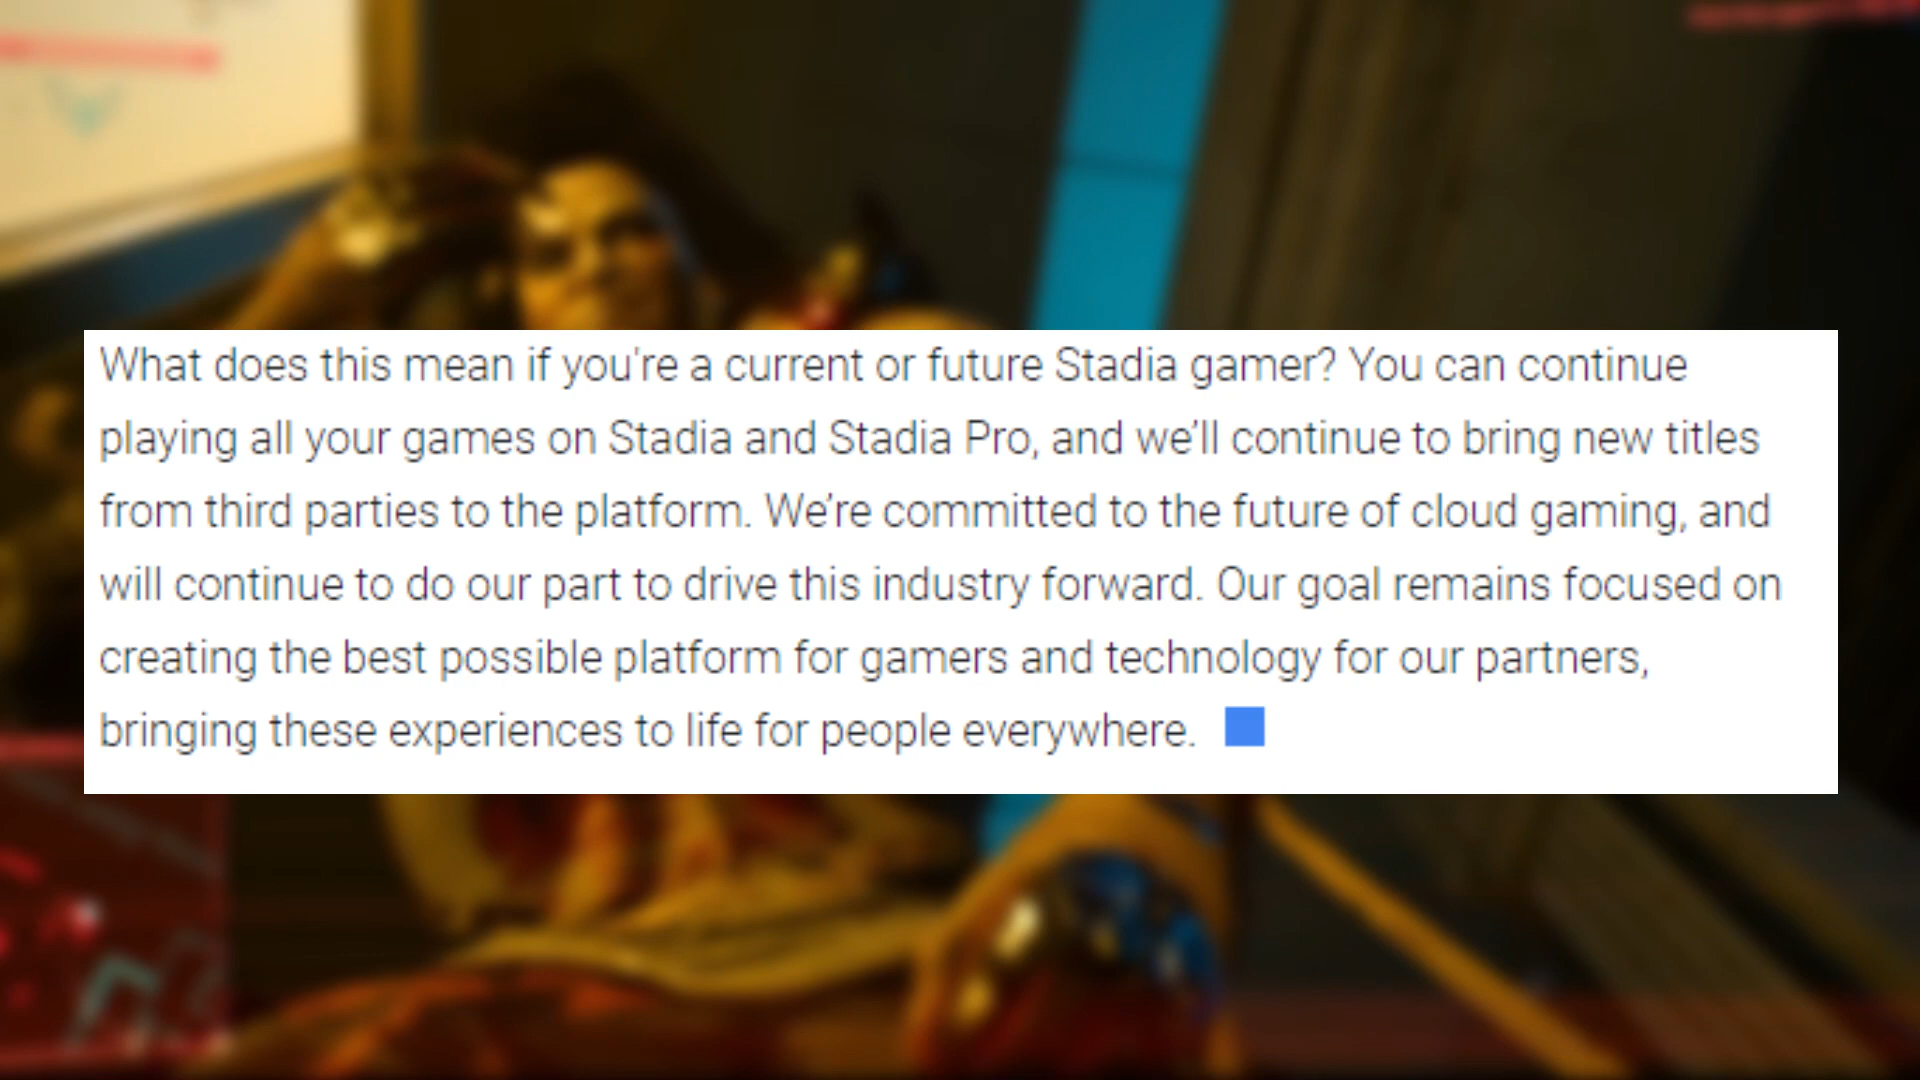 What does this mean if you're a current or future Stadia gamer? You can continue
playing all your games on Stadia and Stadia Pro, and we’ll continue to bring new titles
from third parties to the platform. We’re committed to the future of cloud gaming, and
will continue to do our part to drive this industry forward. Our goal remains focused on
creating the best possible platform for gamers and technology for our partners,
bringing these experiences to life for people everywhere.